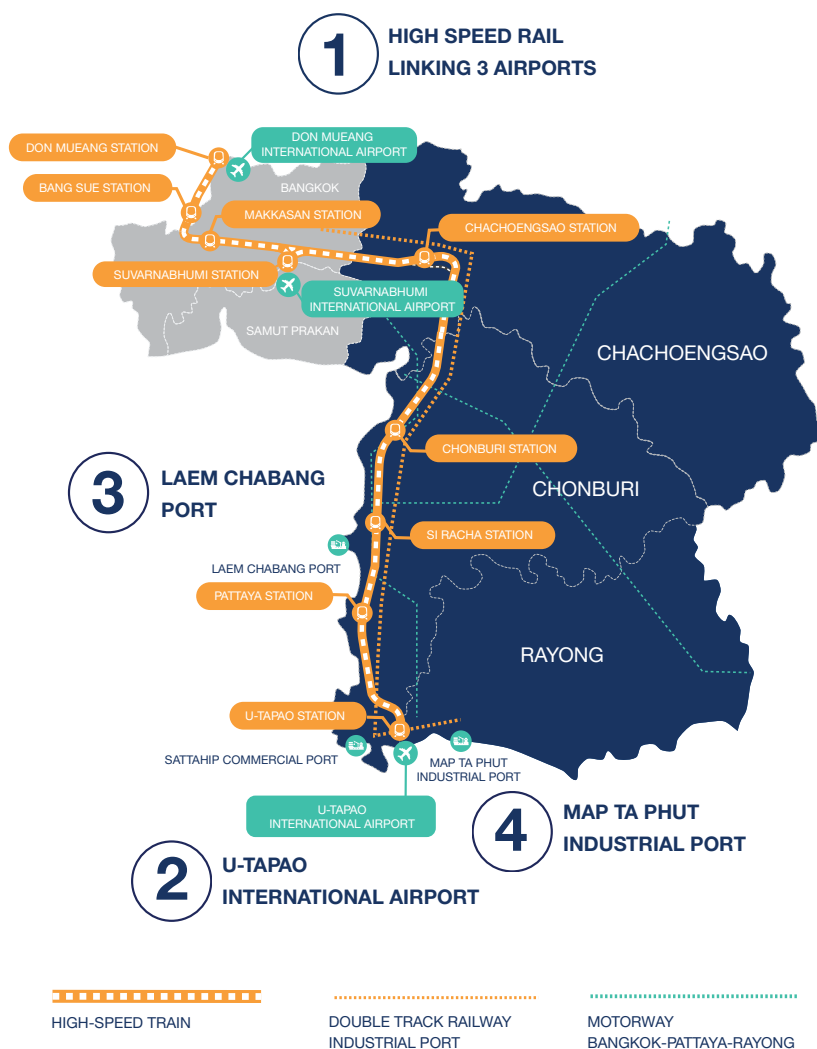 1
HIGH SPEED RAIL
LINKING 3 AIRPORTS
DON MUEANG STATION
DON MUEANG
INTERNATIONAL AIRPORT
BANG SUE STATION
BANGKOK
MAKKASAN STATION
CHACHOENGSAO STATION
SUVARNABHUMI STATION
SUVARNABHUMI
INTERNATIONAL AIRPORT
SAMUT PRAKAN
CHACHOENGSAO
CHONBURI STATION
3
LAEM CHABANG
PORT
CHONBURI
SI RACHA STATION
LAEM CHABANG PORT
PATTAYA STATION
RAYONG
U-TAPAO STATION
SATTAHIP COMMERCIAL PORT
MAP TA PHUT
INDUSTRIAL PORT
U-TAPAO
INTERNATIONAL AIRPORT
4
MAP TA PHUT
INDUSTRIAL PORT
2
U-TAPAO
INTERNATIONAL AIRPORT
HIGH-SPEED TRAIN
DOUBLE TRACK RAILWAY
INDUSTRIAL PORT
MOTORWAY
BANGKOK-PATTAYA-RAYONG